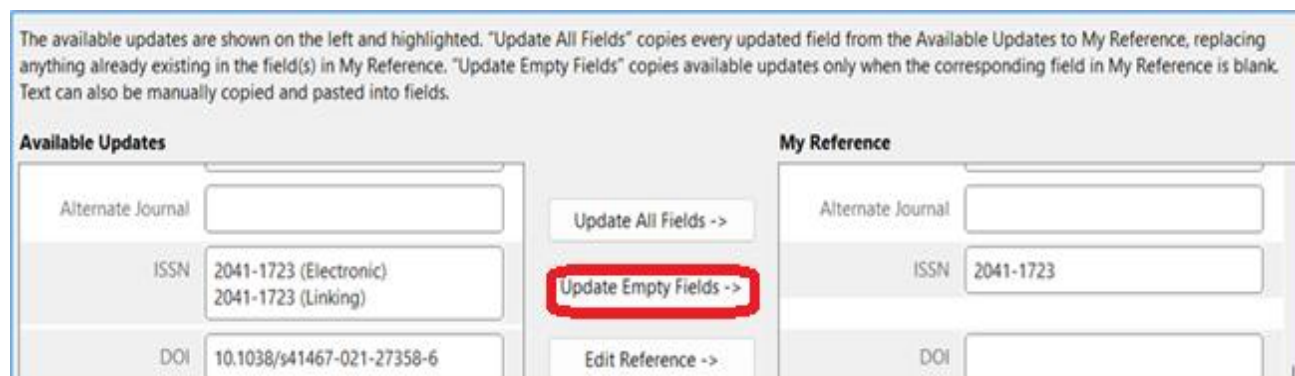 The available updates are shown on the left and highlighted. "Update All Fields" copies every updated field from the Available Updates to My Reference, replacing
anything already existing in the field(s) in My Reference. "Update Empty Fields" copies available updates only when the corresponding field in My Reference is blank.
Text can also be manually copied and pasted into fields.
Available Updates
My Reference
Alternate Journal
Update All Fields ->
Alternate Journal
ISSN
2041-1723 (Electronic)
2041-1723 (Linking)
Update Empty Fields ->
ISSN
2041-1723
DOI
10.1038/s41467-021-27358-6
Edit Reference ->
DOI